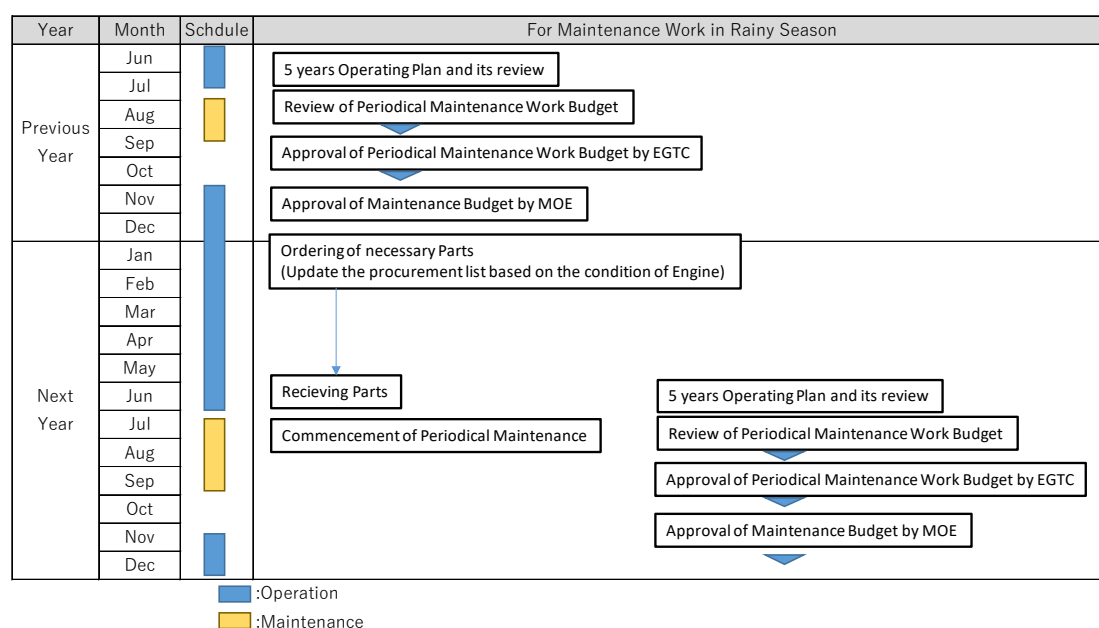 Year Month Schdule For Maintenance Work in Rainy Season
Previous Year
Jun
Jul
Aug
Sep
Oct
Nov
Dec
5 years Operating Plan and its review
Review of Periodical Maintenance Work Budget
Approval of Periodical Maintenance Work Budget by EGTC
Approval of Maintenance Budget by MOE
Next Year
Jan
Feb
Mar
Apr
May
Jun
Jul
Aug
Sep
Oct
Nov
Dec
Ordering of necessary Parts
(Update the procurement list based on the condition of Engine)
Recieving Parts
Commencement of Periodical Maintenance
5 years Operating Plan and its review
Review of Periodical Maintenance Work Budget
Approval of Periodical Maintenance Work Budget by EGTC
Approval of Maintenance Budget by MOE
:Operation
:Maintenance